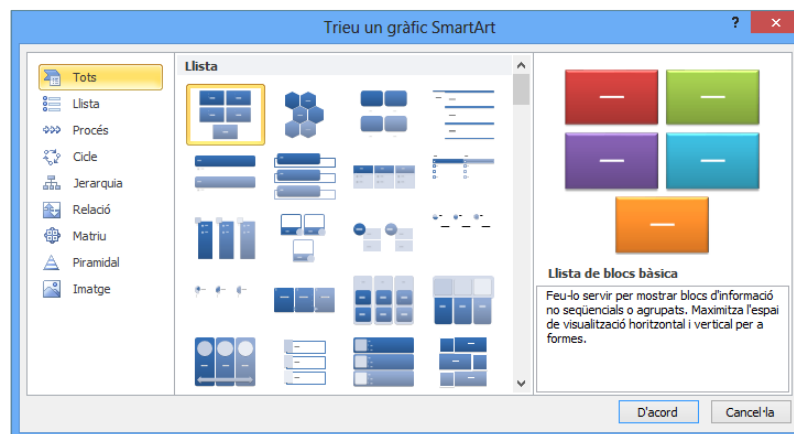 Trieu un gràfic SmartArt
?
Tots
Llista
Procés
Cicle
Jerarquia
Relació
Matriu
Piramidal
Imatge
Llista
Llista de blocs bàsica
Feu-lo servir per mostrar blocs d'informació
no seqüencials o agrupats. Maximitza l'espai
de visualització horitzontal i vertical per a
formes.
D'acord
Cancel·la